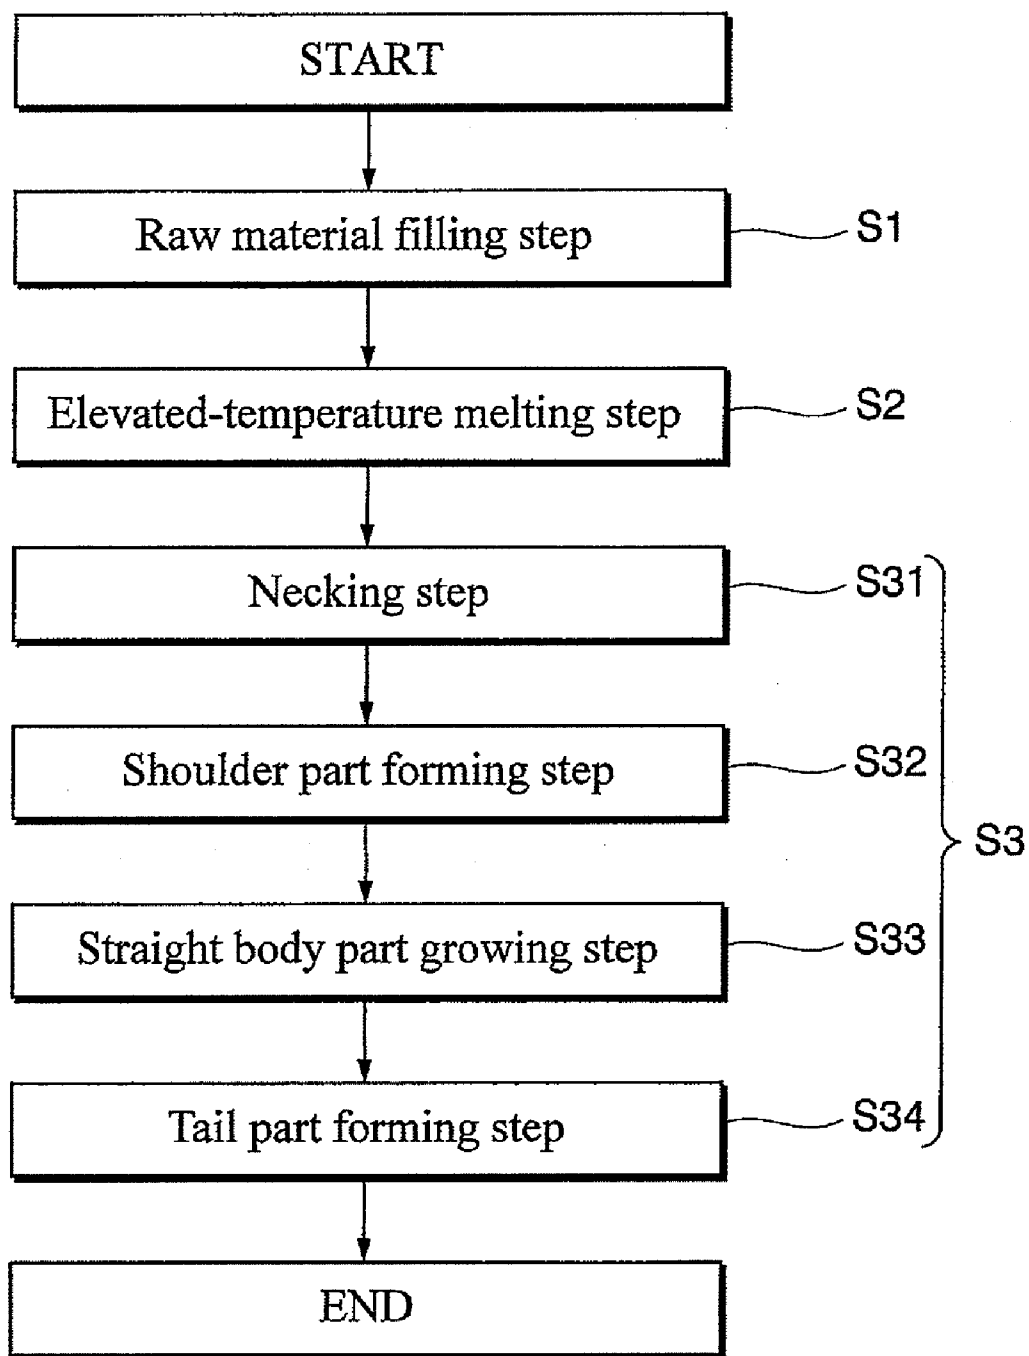 START
Raw material filling step
S1
Elevated-temperature melting step
S2
Necking step
S31
Shoulder part forming step
S32
S3
Straight body part growing step
S33
Tail part forming step
S34
END